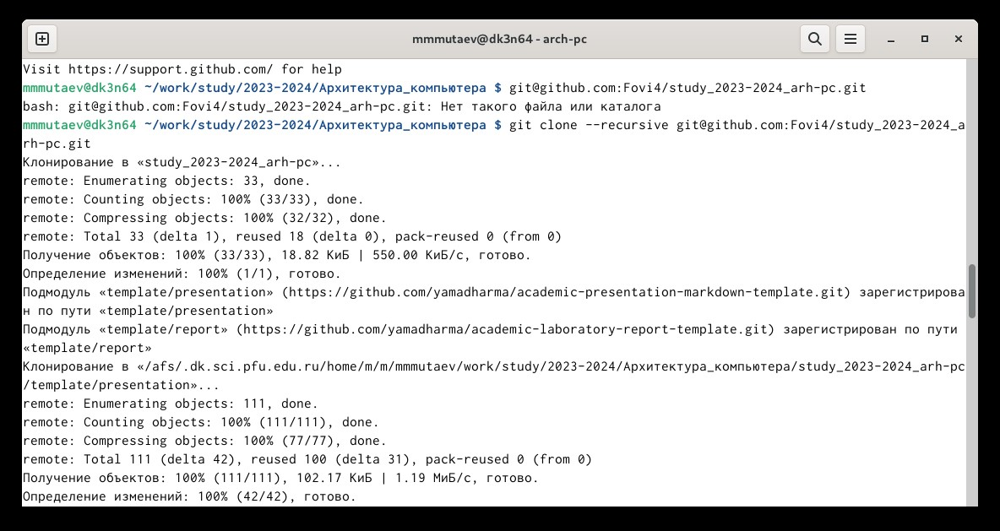 mmmutaev@dk3n64 - arch-pc
Visit https://support.github.com/ for help
mmmutaev@dk3n64 ~/work/study/2023-2024/Архитектура_компьютера $ git@github.com:Fovi4/study_2023-2024_arh-pc.git
bash: git@github.com:Fovi4/study_2023-2024_arh-pc.git: Нет такого файла или каталога
mmmutaev@dk3n64 ~/work/study/2023-2024/Архитектура_компьютера $ git clone --recursive git@github.com:Fovi4/study_2023-2024_a
rh-pc.git
Клонирование в «study_2023-2024_arh-pc»...
remote: Enumerating objects: 33, done.
remote: Counting objects: 100% (33/33), done.
remote: Compressing objects: 100% (32/32), done.
remote: Total 33 (delta 1), reused 18 (delta 0), pack-reused 0 (from 0)
Получение объектов: 100% (33/33), 18.82 КиБ | 550.00 КиБ/с, готово.
Определение изменений: 100% (1/1), готово.
Подмодуль «template/presentation» (https://github.com/yamadharma/academic-presentation-markdown-template.git) зарегистрирова
н по пути «template/presentation»
Подмодуль «template/report» (https://github.com/yamadharma/academic-laboratory-report-template.git) зарегистрирован по пути
«template/report»
Клонирование в «/afs/.dk.sci.pfu.edu.ru/home/m/m/mmmutaev/work/study/2023-2024/Архитектура_компьютера/study_2023-2024_arh-pc
/template/presentation»...
remote: Enumerating objects: 111, done.
remote: Counting objects: 100% (111/111), done.
remote: Compressing objects: 100% (77/77), done.
remote: Total 111 (delta 42), reused 100 (delta 31), pack-reused 0 (from 0)
Получение объектов: 100% (111/111), 102.17 КиБ | 1.19 МиБ/с, готово.
Определение изменений: 100% (42/42), готово.